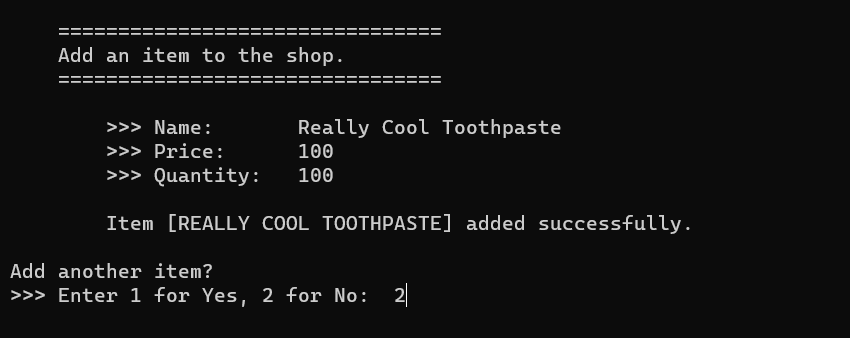 ================================
Add an item to the shop.
================================
>>> Name:       Really Cool Toothpaste
>>> Price:      100
>>> Quantity:   100
Item [REALLY COOL TOOTHPASTE] added successfully.
Add another item?
>>> Enter 1 for Yes, 2 for No:  2